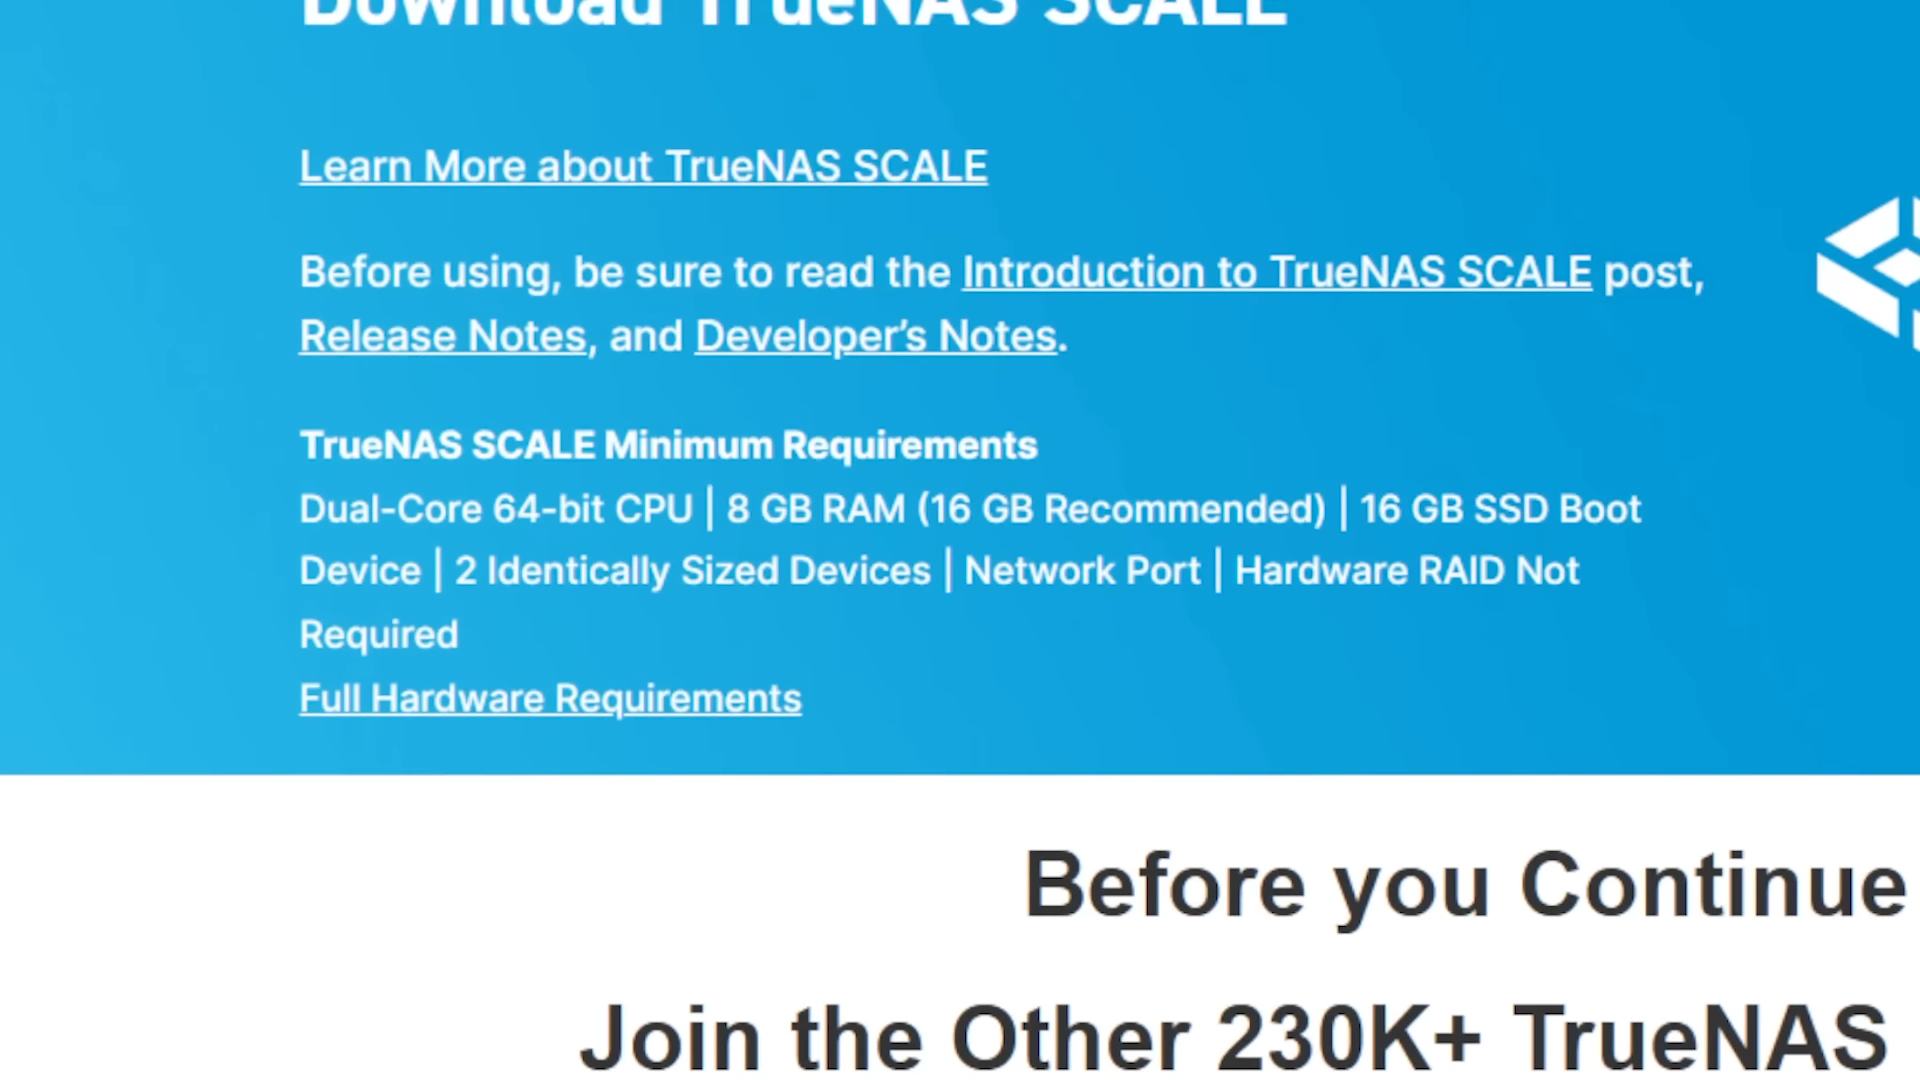 Download TrueNAS SCALE
Learn More about TrueNAS SCALE
Before using, be sure to read the Introduction to TrueNAS SCALE post,
Release Notes, and Developer’s Notes.
TrueNAS SCALE Minimum Requirements
Dual-Core 64-bit CPU | 8 GB RAM (16 GB Recommended) | 16 GB SSD Boot
Device | 2 Identically Sized Devices | Network Port | Hardware RAID Not
Required
Full Hardware Requirements
Before you Continue
Join the Other 230K+ TrueNAS